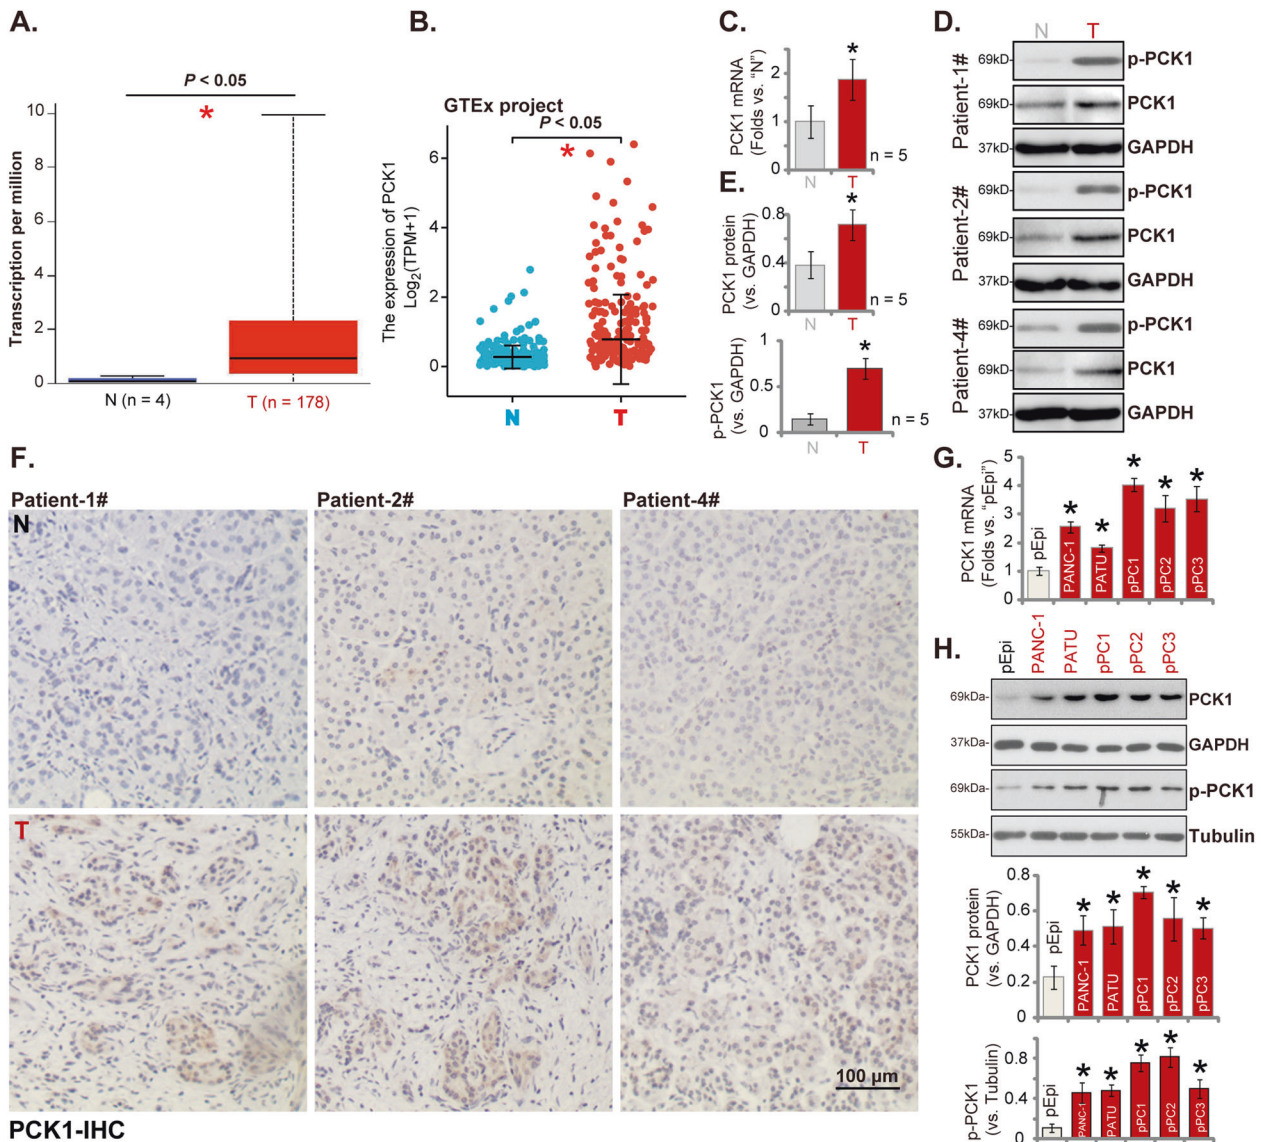 A.
P < 0.05
*
Transcription per million
10
8
6
4
2
0
N (n = 4)
T (n = 178)
B.
GTEx project
P < 0.05
*
The expression of PCK1
Log2(TPM+1)
6
4
2
0
N
T
C.
PCK1 mRNA
(Folds vs. “N”)
2
1
0
*
N
T
n = 5
E.
PCK1 protein
(vs. GAPDH)
0.8
0.4
0
*
N
T
n = 5
p-PCK1
(vs. GAPDH)
1
0.5
0
*
N
T
n = 5
D.
N
T
Patient-1#
69kD-
p-PCK1
69kD-
PCK1
37kD-
GAPDH
Patient-2#
69kD-
p-PCK1
69kD-
PCK1
37kD-
GAPDH
Patient-4#
69kD-
p-PCK1
69kD-
PCK1
37kD-
GAPDH
F.
Patient-1#
Patient-2#
Patient-4#
N
T
100 µm
PCK1-IHC
G.
PCK1 mRNA
(Folds vs. “pEpi”)
5
4
3
2
1
0
pEpi
* PANC-1
* PATU
* pPC1
* pPC2
* pPC3
H.
pEpi
PANC-1
PATU
pPC1
pPC2
pPC3
69kDa-
PCK1
37kDa-
GAPDH
69kDa-
p-PCK1
55kDa-
Tubulin
PCK1 protein
(vs. GAPDH)
0.8
0.6
0.4
0.2
0
pEpi
* PANC-1
* PATU
* pPC1
* pPC2
* pPC3
p-PCK1
(vs. Tubulin)
0.8
0.4
0
pEpi
* PANC-1
* PATU
* pPC1
* pPC2
* pPC3